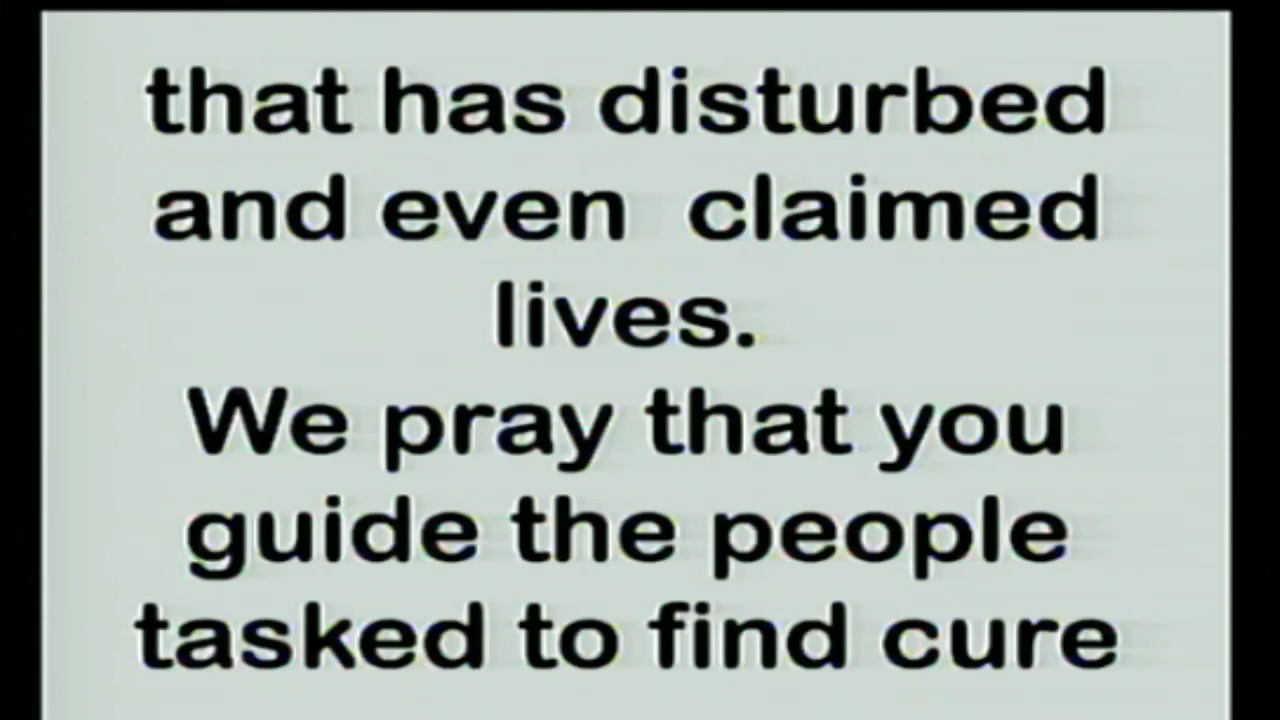 that has disturbed
and even  claimed
lives.
We pray that you
guide the people
tasked to find cure